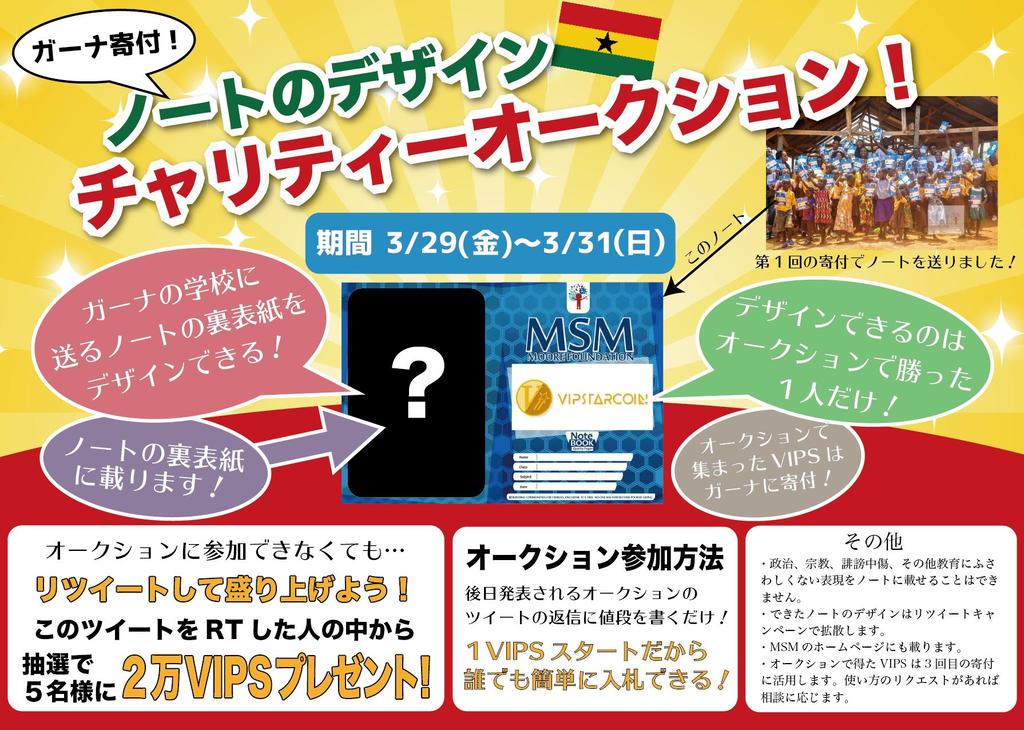 ガーナ寄付！
ノートのデザイン
チャリティーオークション！
期間 3/29(金)〜3/31(日)
このノート
第１回の寄付でノートを送りました！
ガーナの学校に
送るノートの裏表紙を
デザインできる！
?
MSM
MOORE FOUNDATION
VIPSTARCOIN
Note
BOOK
Name
Class
Subject
Date
デザインできるのは
オークションで勝った
１人だけ！
ノートの裏表紙
に載ります！
オークションで
集まった VIPS は
ガーナに寄付！
オークションに参加できなくても…
リツイートして盛り上げよう！
このツイートを RT した人の中から
抽選で
５名様に 2万VIPSプレゼント!
オークション参加方法
後日発表されるオークションの
ツイートの返信に値段を書くだけ！
１VIPS スタートだから
誰でも簡単に入札できる！
その他
・政治、宗教、誹謗中傷、その他教育にふさ
わしくない表現をノートに載せることはでき
ません。
・できたノートのデザインはリツイートキャ
ンペーンで拡散します。
・MSM のホームページにも載ります。
・オークションで得た VIPS は３回目の寄付
に活用します。使い方のリクエストがあれば
相談に応じます。